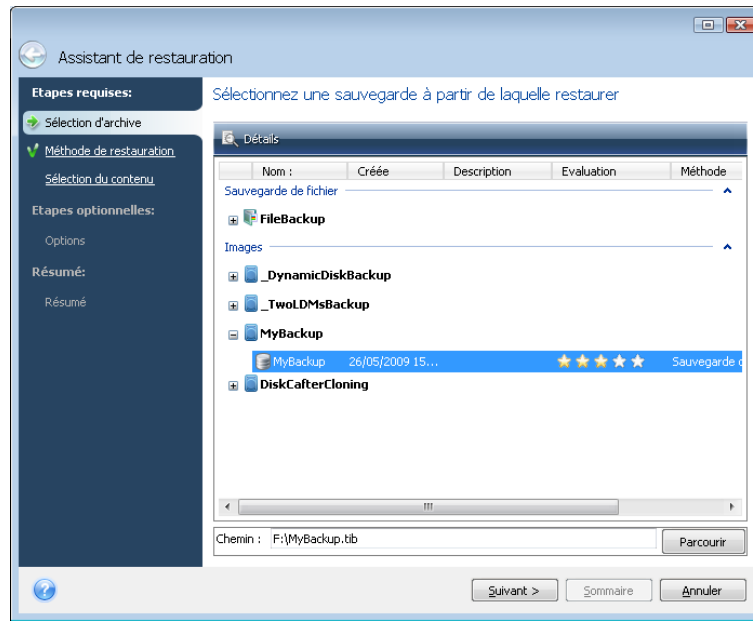 Assistant de restauration
Etapes requises:
Sélection d'archive
Méthode de restauration
Sélection du contenu
Etapes optionnelles:
Options
Résumé:
Résumé
Sélectionnez une sauvegarde à partir de laquelle restaurer
Détails
Nom : Créée Description Evaluation Méthode
Sauvegarde de fichier
FileBackup
Images
_DynamicDiskBackup
_TwoLDMsBackup
MyBackup
MyBackup 26/05/2009 15... Sauvegarde d
DiskCafterCloning
Chemin : F:\MyBackup.tib Parcourir
Suivant > Sommaire Annuler